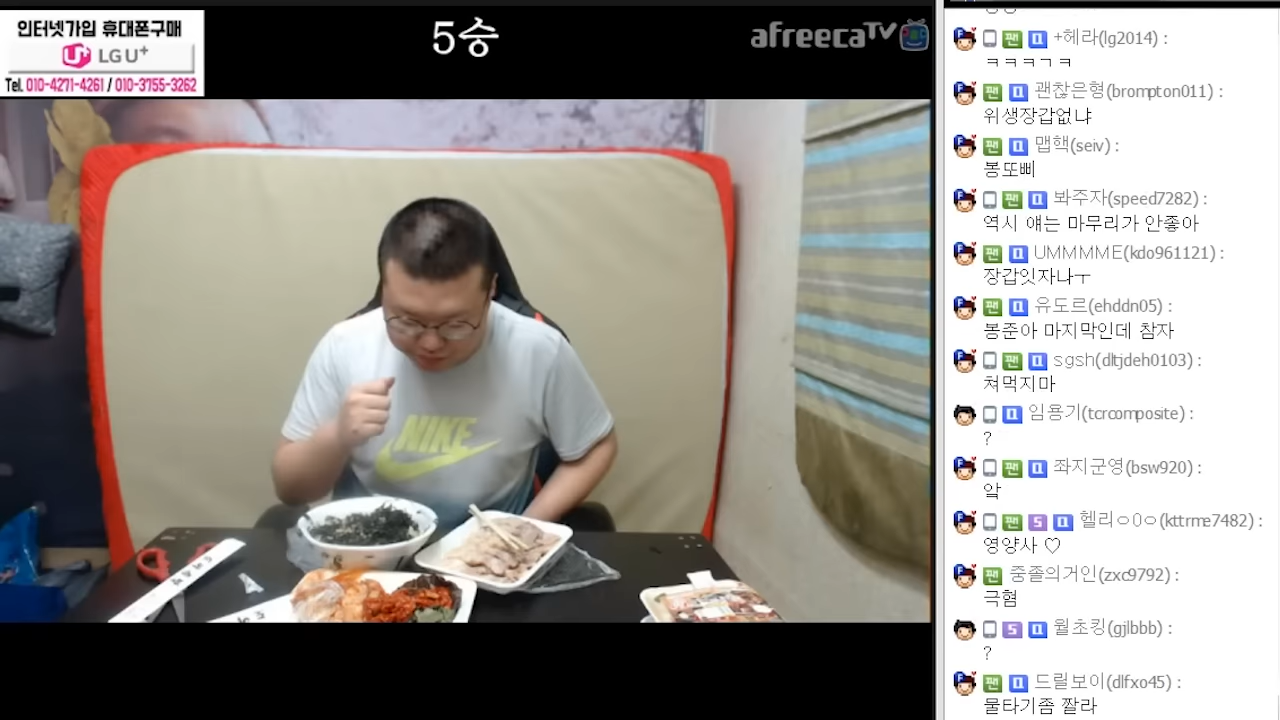 인터넷가입 휴대폰구매
LG U+
Tel. 010-4271-4261 / 010-3755-3262
5승
afreecaTV
NIKE
+헤라(lg2014) :
ㅋㅋㅋㄱㅋ
괜찮은형(brompton011) :
위생장갑없냐
맵핵(seiv) :
봉또삐
봐주자(speed7282) :
역시 얘는 마무리가 안좋아
UMMMME(kdo961121) :
장갑잇자나ㅜ
유도르(ehddn05) :
봉준아 마지막인데 참자
sgsh(dltjdeh0103) :
쳐먹지마
임용기(tcrcomposite) :
?
좌지군영(bsw920) :
앜
헬리ㅇ0ㅇ(kttrme7482) :
영양사 ♡
중졸의거인(zxc9792) :
극혐
월초킹(gjlbbb) :
?
드릴보이(dlfxo45) :
물타기좀 짤라